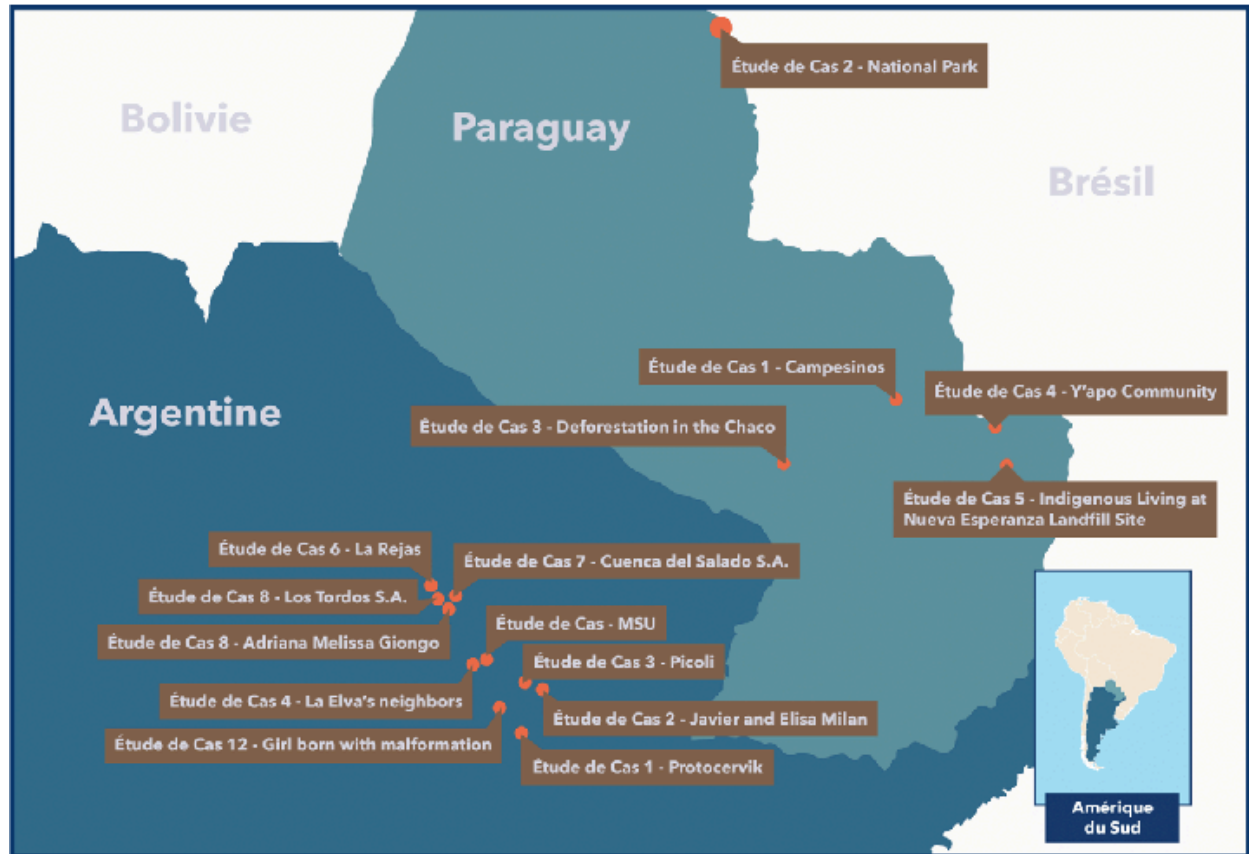 Étude de Cas 2 - National Park
Bolivie
Paraguay
Brésil
Étude de Cas 1 - Campesinos
Étude de Cas 4 - Y'apo Community
Argentine
Étude de Cas 3 - Deforestation in the Chaco
Étude de Cas 5 - Indigenous Living at
Nueva Esperanza Landfill Site
Étude de Cas 6 - La Rejas
Étude de Cas 7 - Cuenca del Salado S.A.
Étude de Cas 8 - Los Tordos S.A.
Étude de Cas - MSU
Étude de Cas 8 - Adriana Melissa Giongo
Étude de Cas 3 - Picoli
Étude de Cas 4 - La Elva's neighbors
Étude de Cas 2 - Javier and Elisa Milan
Étude de Cas 12 - Girl born with malformation
Étude de Cas 1 - Protocervik
Amérique
du Sud